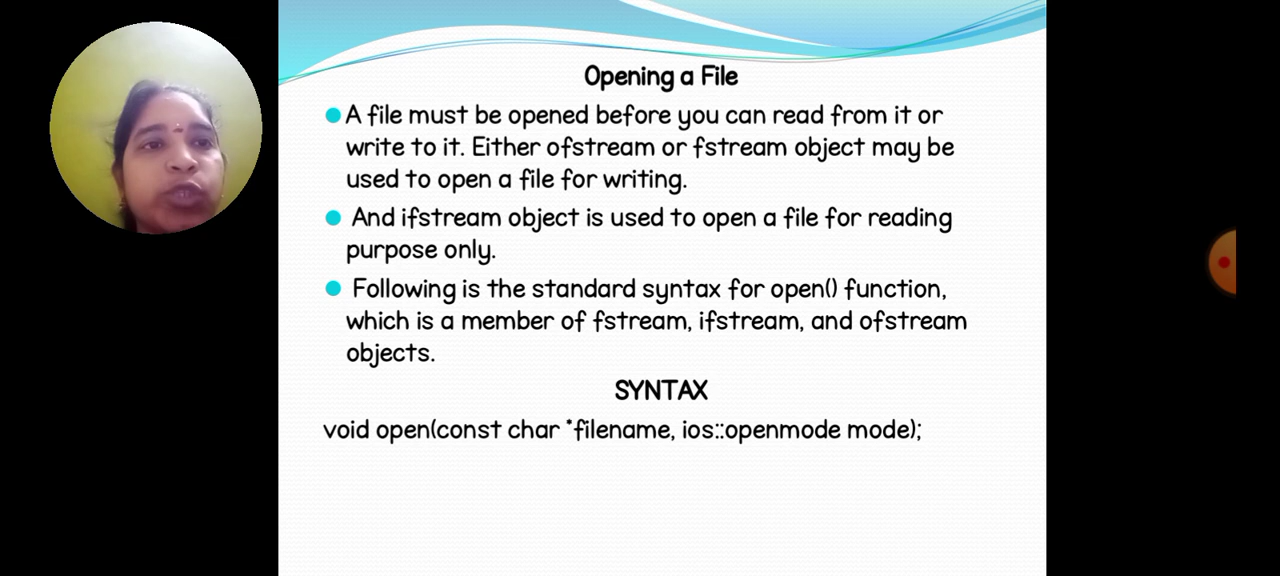 Opening a File
A file must be opened before you can read from it or
write to it. Either ofstream or fstream object may be
used to open a file for writing.
And ifstream object is used to open a file for reading
purpose only.
Following is the standard syntax for open() function,
which is a member of fstream, ifstream, and ofstream
objects.
SYNTAX
void open(const char *filename, ios::openmode mode);